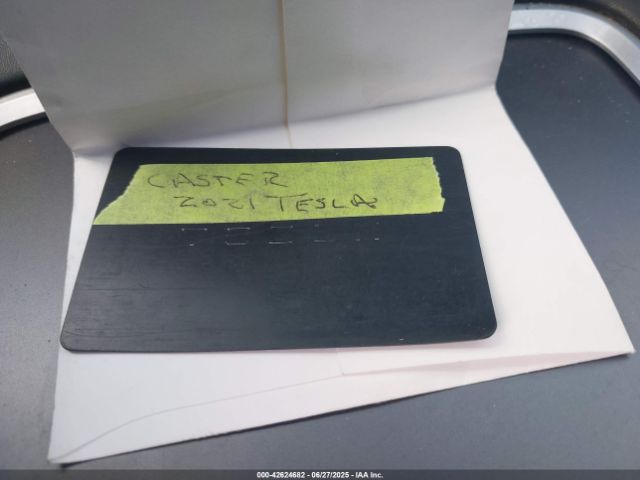 CASTER
2021 TESLA
TESLA
000-42624682 / 06/27/2025 - IAA Inc.